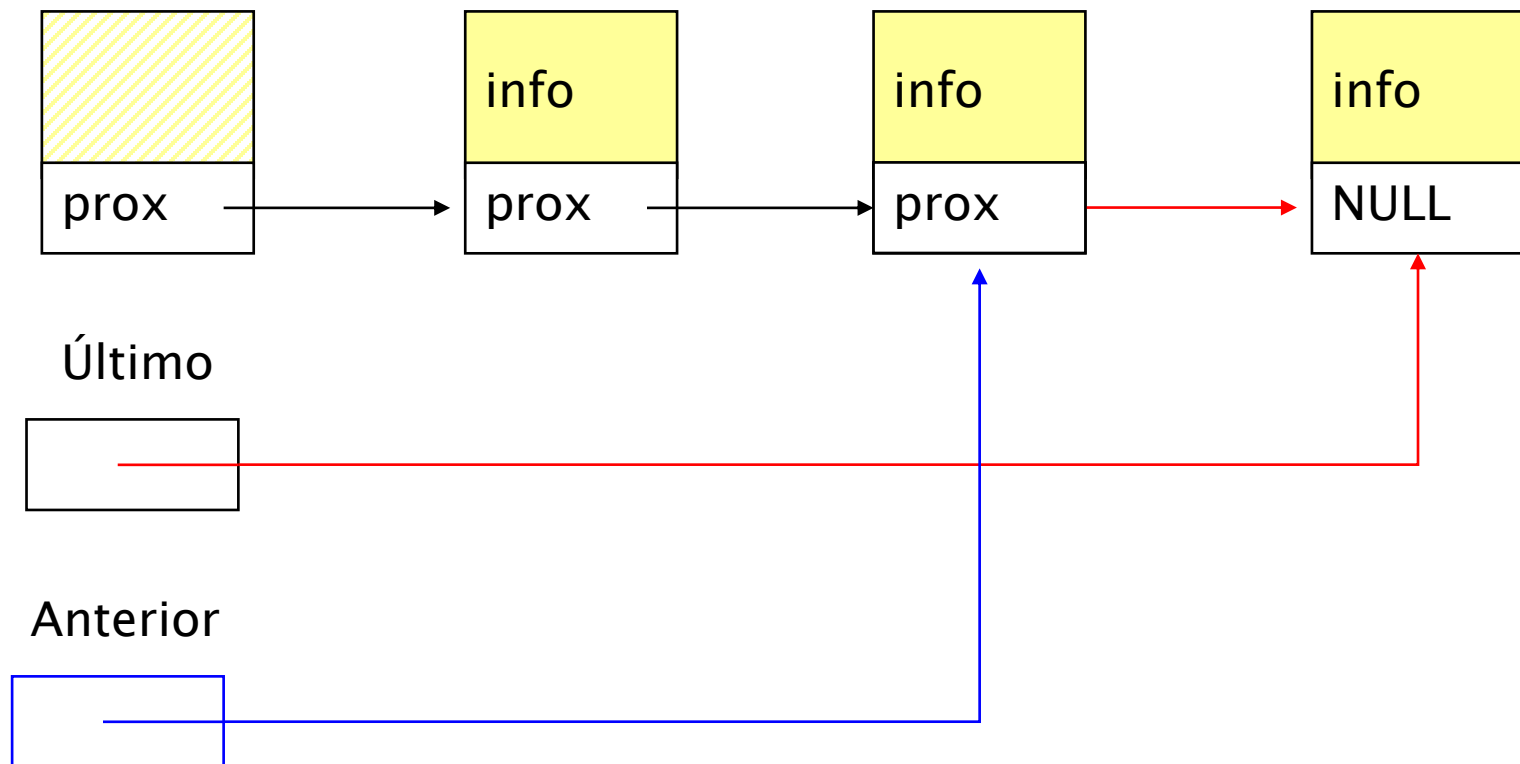 info
info
info
prox
prox
prox
NULL
Último
Anterior